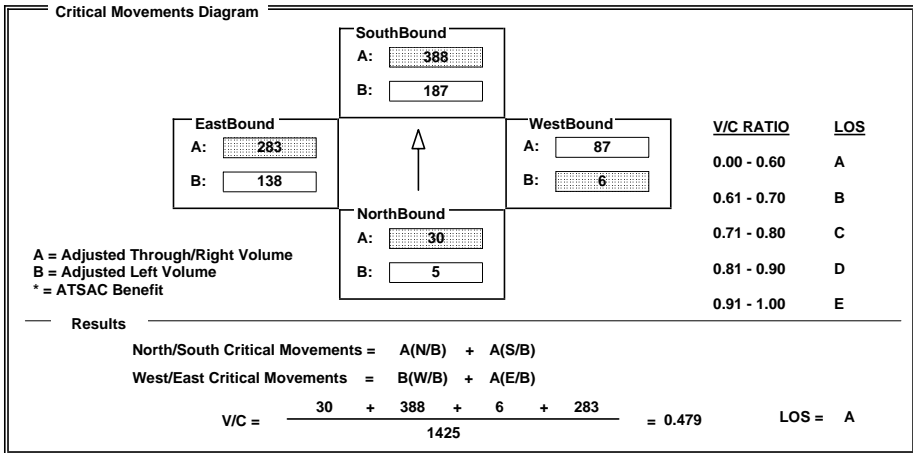 Critical Movements Diagram
SouthBound
A: 388
B: 187
EastBound
A: 283
B: 138
WestBound
A: 87
B: 6
NorthBound
A: 30
B: 5
A = Adjusted Through/Right Volume
B = Adjusted Left Volume
* = ATSAC Benefit
V/C RATIO LOS
0.00 - 0.60 A
0.61 - 0.70 B
0.71 - 0.80 C
0.81 - 0.90 D
0.91 - 1.00 E
Results
North/South Critical Movements = A(N/B) + A(S/B)
West/East Critical Movements = B(W/B) + A(E/B)
30 + 388 + 6 + 283
V/C = = 0.479 LOS = A
1425